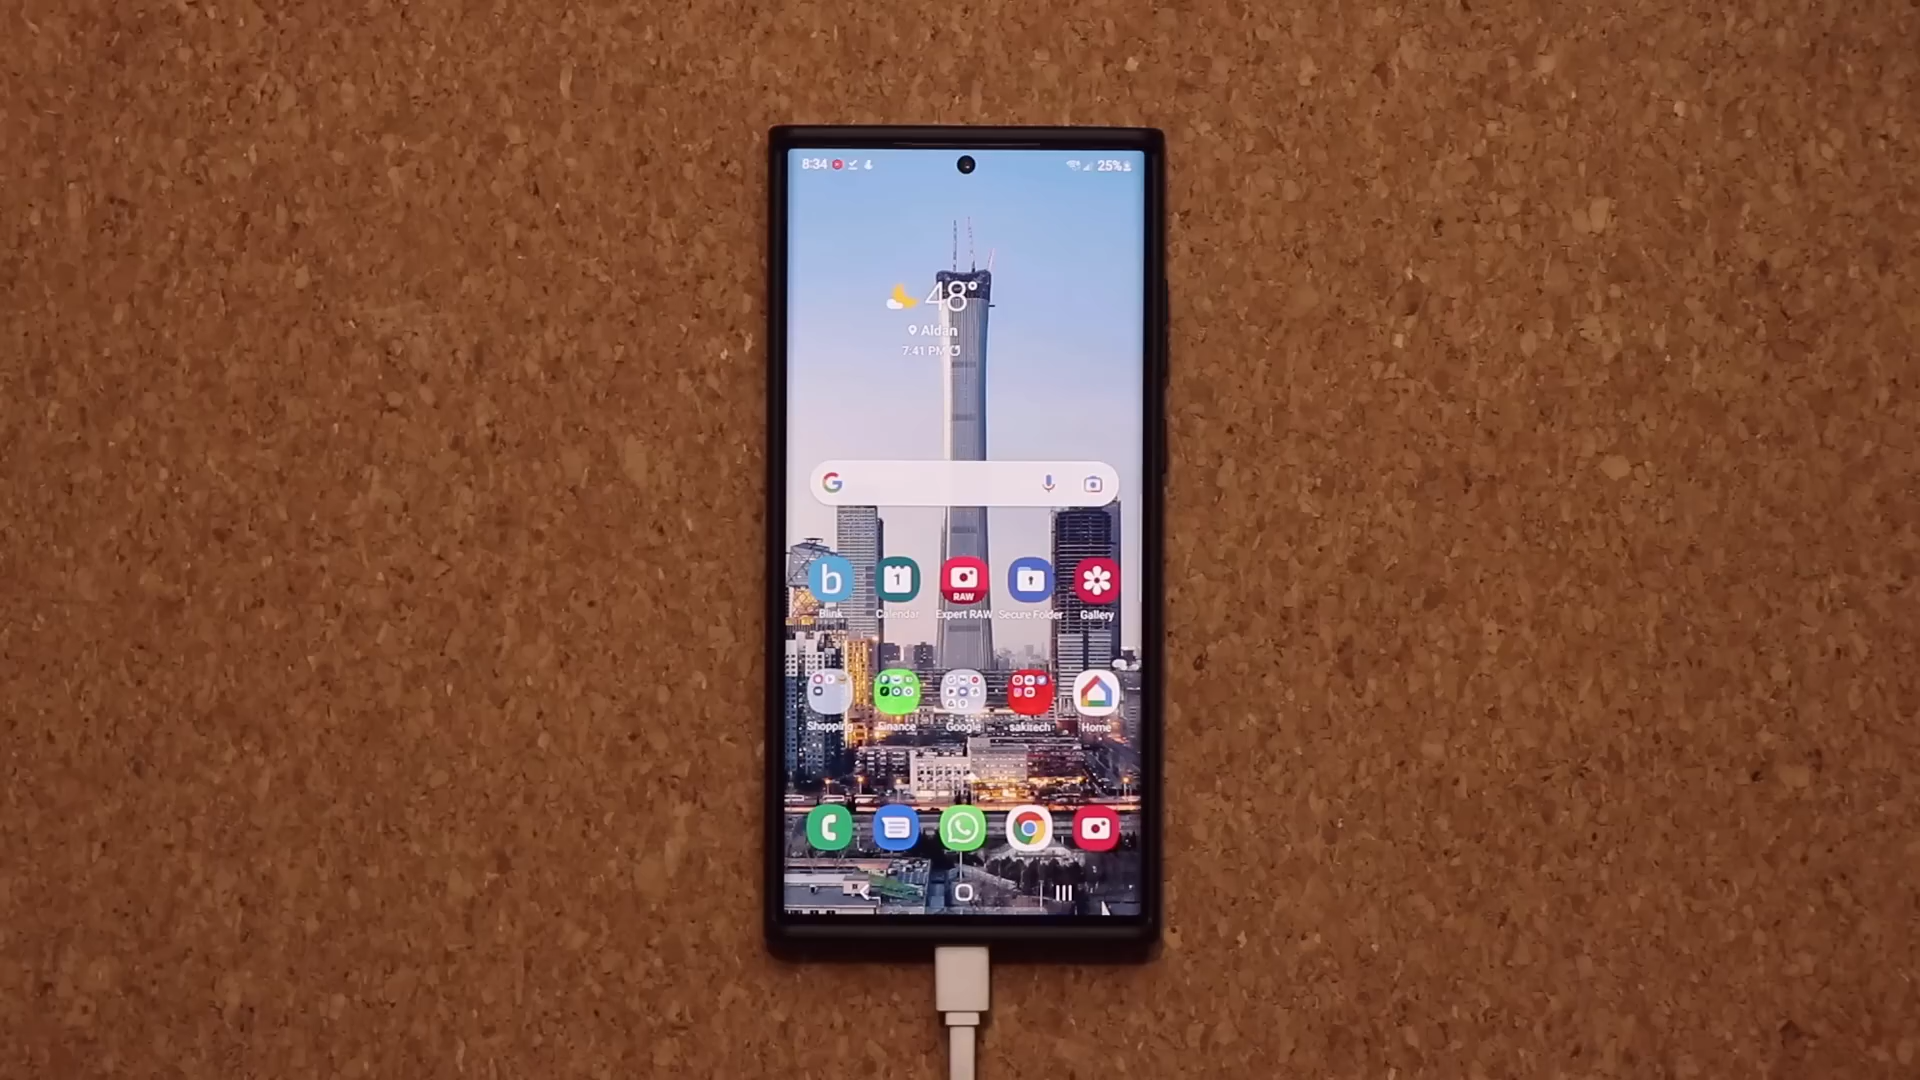 8:34 25%
48°
Aldan
7:41 PM
G
b 1 RAW
Blink Calendar Expert RAW Secure Folder Gallery
Shopping Finance Google sakitech Home